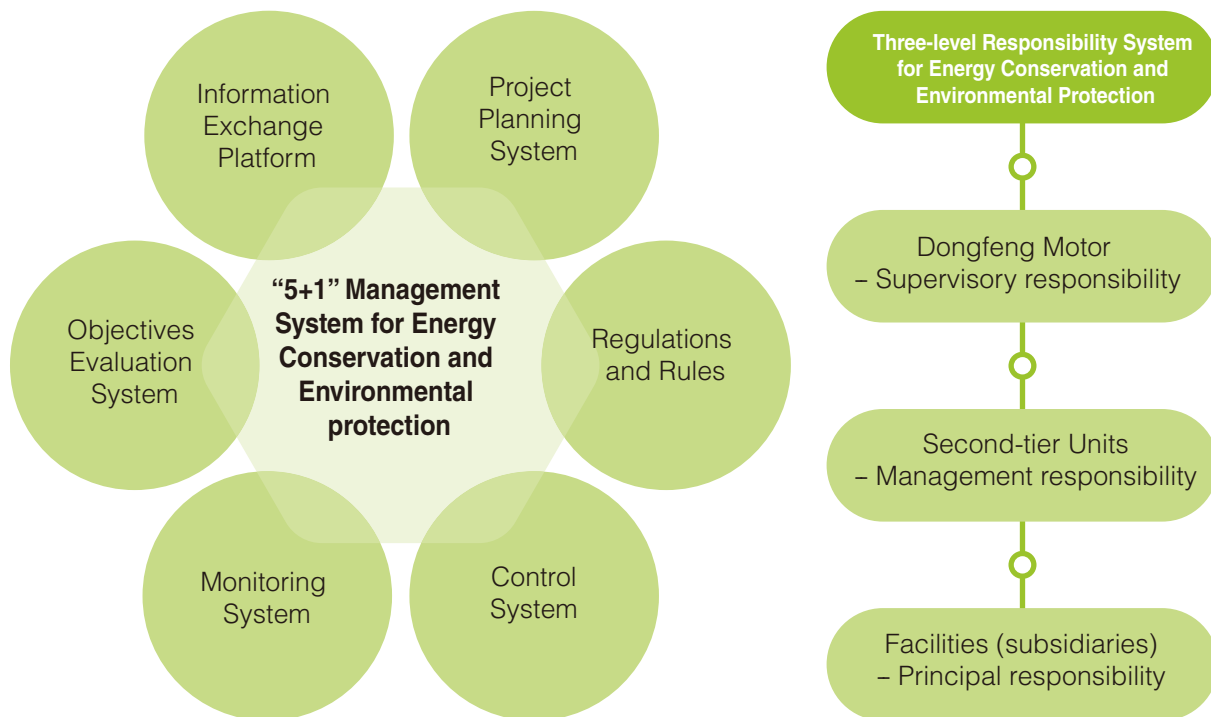 Information
Exchange
Platform
Project
Planning
System
Objectives
Evaluation
System
“5+1” Management
System for Energy
Conservation and
Environmental
protection
Regulations
and Rules
Monitoring
System
Control
System
Three-level Responsibility System
for Energy Conservation and
Environmental Protection
Dongfeng Motor
– Supervisory responsibility
Second-tier Units
– Management responsibility
Facilities (subsidiaries)
– Principal responsibility